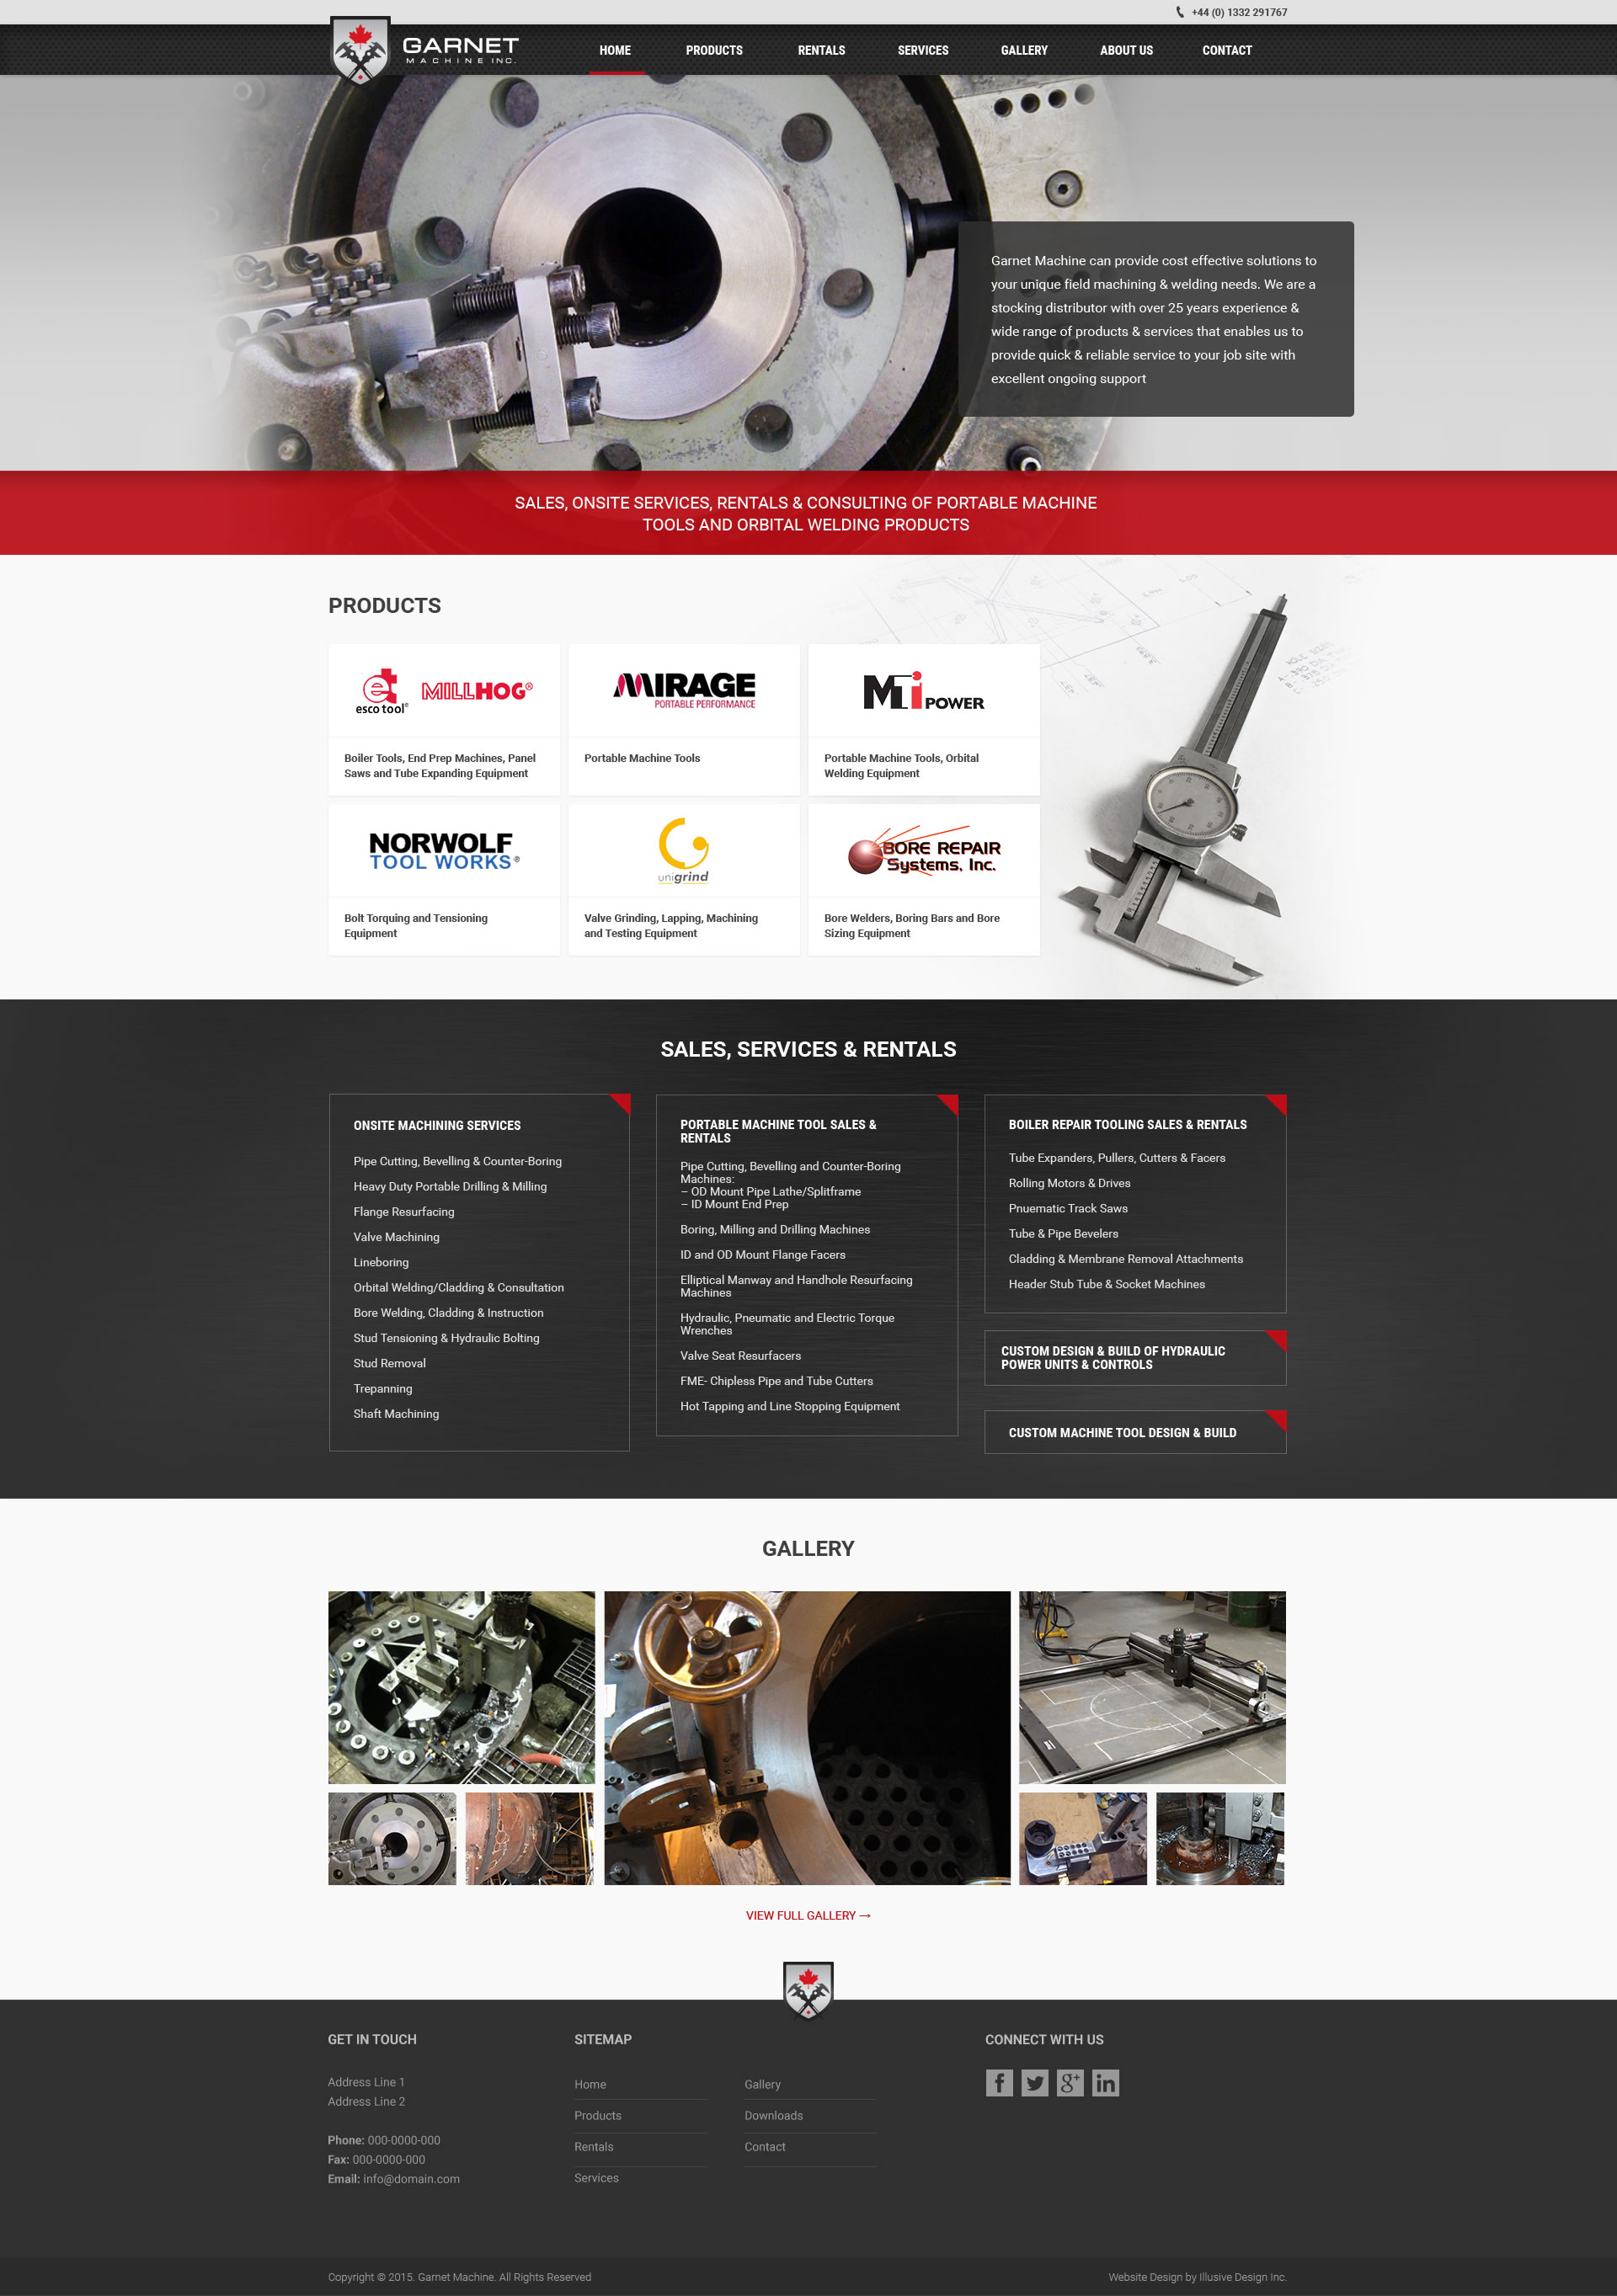 +44 (0) 1332 291767
GARNET
MACHINE INC.
HOME
PRODUCTS
RENTALS
SERVICES
GALLERY
ABOUT US
CONTACT
Garnet Machine can provide cost effective solutions to
your unique field machining & welding needs. We are a
stocking distributor with over 25 years experience &
wide range of products & services that enables us to
provide quick & reliable service to your job site with
excellent ongoing support
SALES, ONSITE SERVICES, RENTALS & CONSULTING OF PORTABLE MACHINE
TOOLS AND ORBITAL WELDING PRODUCTS
PRODUCTS
et
esco tool®
MILLHOG®
Boiler Tools, End Prep Machines, Panel
Saws and Tube Expanding Equipment
MIRAGE
PORTABLE PERFORMANCE
Portable Machine Tools
MTi POWER
Portable Machine Tools, Orbital
Welding Equipment
NORWOLF
TOOL WORKS®
Bolt Torquing and Tensioning
Equipment
unigrind
Valve Grinding, Lapping, Machining
and Testing Equipment
BORE REPAIR
Systems, Inc.
Bore Welders, Boring Bars and Bore
Sizing Equipment
SALES, SERVICES & RENTALS
ONSITE MACHINING SERVICES
Pipe Cutting, Bevelling & Counter-Boring
Heavy Duty Portable Drilling & Milling
Flange Resurfacing
Valve Machining
Lineboring
Orbital Welding/Cladding & Consultation
Bore Welding, Cladding & Instruction
Stud Tensioning & Hydraulic Bolting
Stud Removal
Trepanning
Shaft Machining
PORTABLE MACHINE TOOL SALES &
RENTALS
Pipe Cutting, Bevelling and Counter-Boring
Machines:
– OD Mount Pipe Lathe/Splitframe
– ID Mount End Prep
Boring, Milling and Drilling Machines
ID and OD Mount Flange Facers
Elliptical Manway and Handhole Resurfacing
Machines
Hydraulic, Pneumatic and Electric Torque
Wrenches
Valve Seat Resurfacers
FME- Chipless Pipe and Tube Cutters
Hot Tapping and Line Stopping Equipment
BOILER REPAIR TOOLING SALES & RENTALS
Tube Expanders, Pullers, Cutters & Facers
Rolling Motors & Drives
Pnuematic Track Saws
Tube & Pipe Bevelers
Cladding & Membrane Removal Attachments
Header Stub Tube & Socket Machines
CUSTOM DESIGN & BUILD OF HYDRAULIC
POWER UNITS & CONTROLS
CUSTOM MACHINE TOOL DESIGN & BUILD
GALLERY
VIEW FULL GALLERY →
GET IN TOUCH
Address Line 1
Address Line 2
Phone: 000-0000-000
Fax: 000-0000-000
Email: info@domain.com
SITEMAP
Home
Products
Rentals
Services
Gallery
Downloads
Contact
CONNECT WITH US
Copyright © 2015. Garnet Machine. All Rights Reserved
Website Design by Illusive Design Inc.